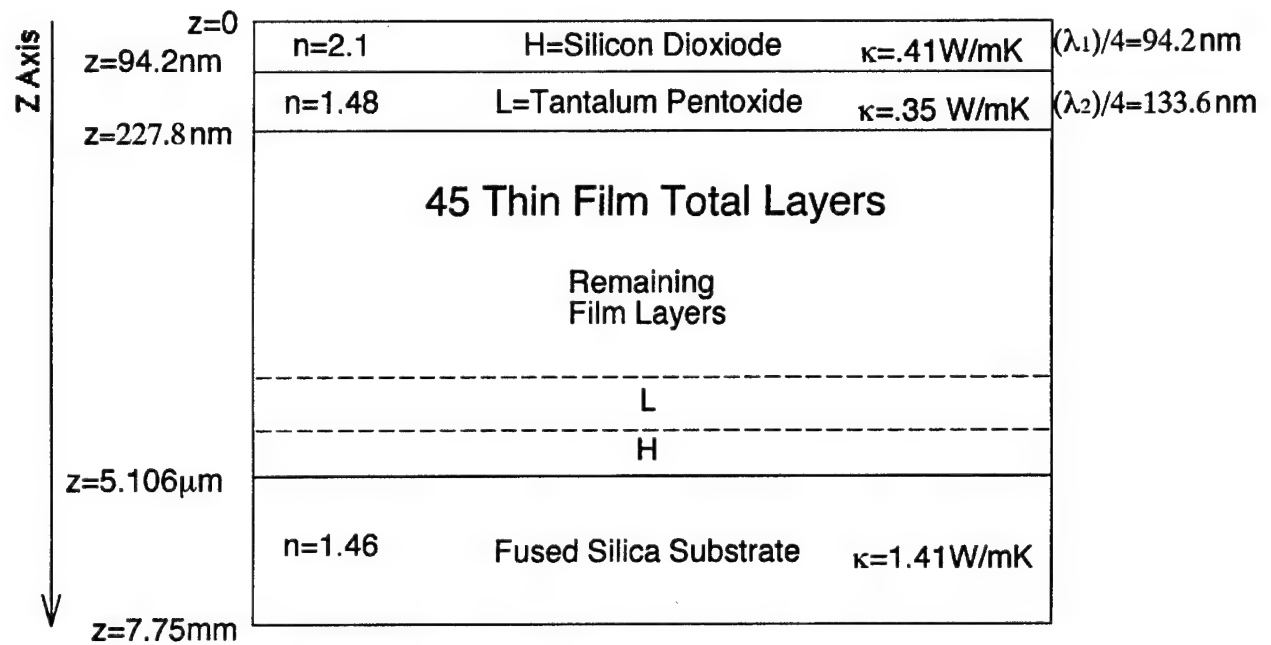 Z Axis
z=0
n=2.1 H=Silicon Dioxiode κ=.41W/mK (λ1)/4=94.2nm
z=94.2nm
n=1.48 L=Tantalum Pentoxide κ=.35 W/mK (λ2)/4=133.6nm
z=227.8nm
45 Thin Film Total Layers
Remaining
Film Layers
L
H
z=5.106μm
n=1.46 Fused Silica Substrate κ=1.41W/mK
z=7.75mm